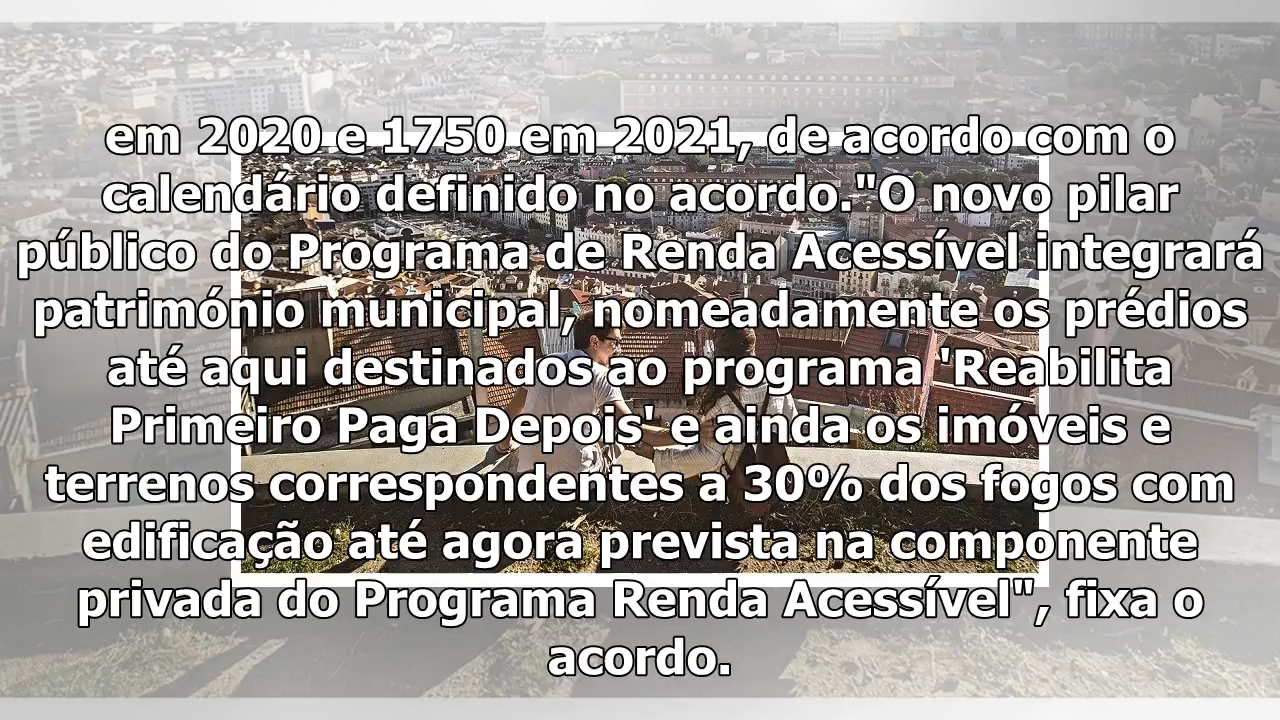 em 2020 e 1750 em 2021, de acordo com o
calendário definido no acordo."O novo pilar
público do Programa de Renda Acessível integrará
património municipal, nomeadamente os prédios
até aqui destinados ao programa 'Reabilita
Primeiro Paga Depois' e ainda os imóveis e
terrenos correspondentes a 30% dos fogos com
edificação até agora prevista na componente
privada do Programa Renda Acessível", fixa o
acordo.